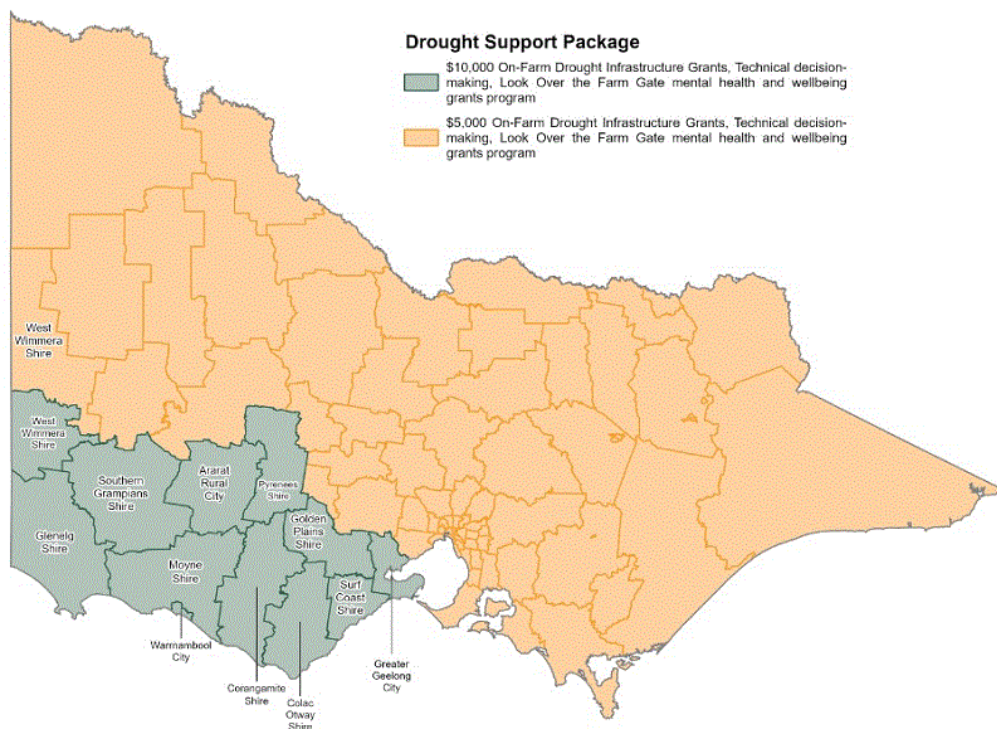 Drought Support Package
$10,000 On-Farm Drought Infrastructure Grants, Technical decision-
making, Look Over the Farm Gate mental health and wellbeing
grants program
$5,000 On-Farm Drought Infrastructure Grants, Technical decision-
making, Look Over the Farm Gate mental health and wellbeing
grants program
West
Wimmera
Shire
West
Wimmera
Shire
Southern
Grampians
Shire
Ararat
Rural
City
Pyrenees
Shire
Glenelg
Shire
Moyne
Shire
Golden
Plains
Shire
Surf
Coast
Shire
Warrnambool
City
Corangamite
Shire
Colac
Otway
Shire
Greater
Geelong
City